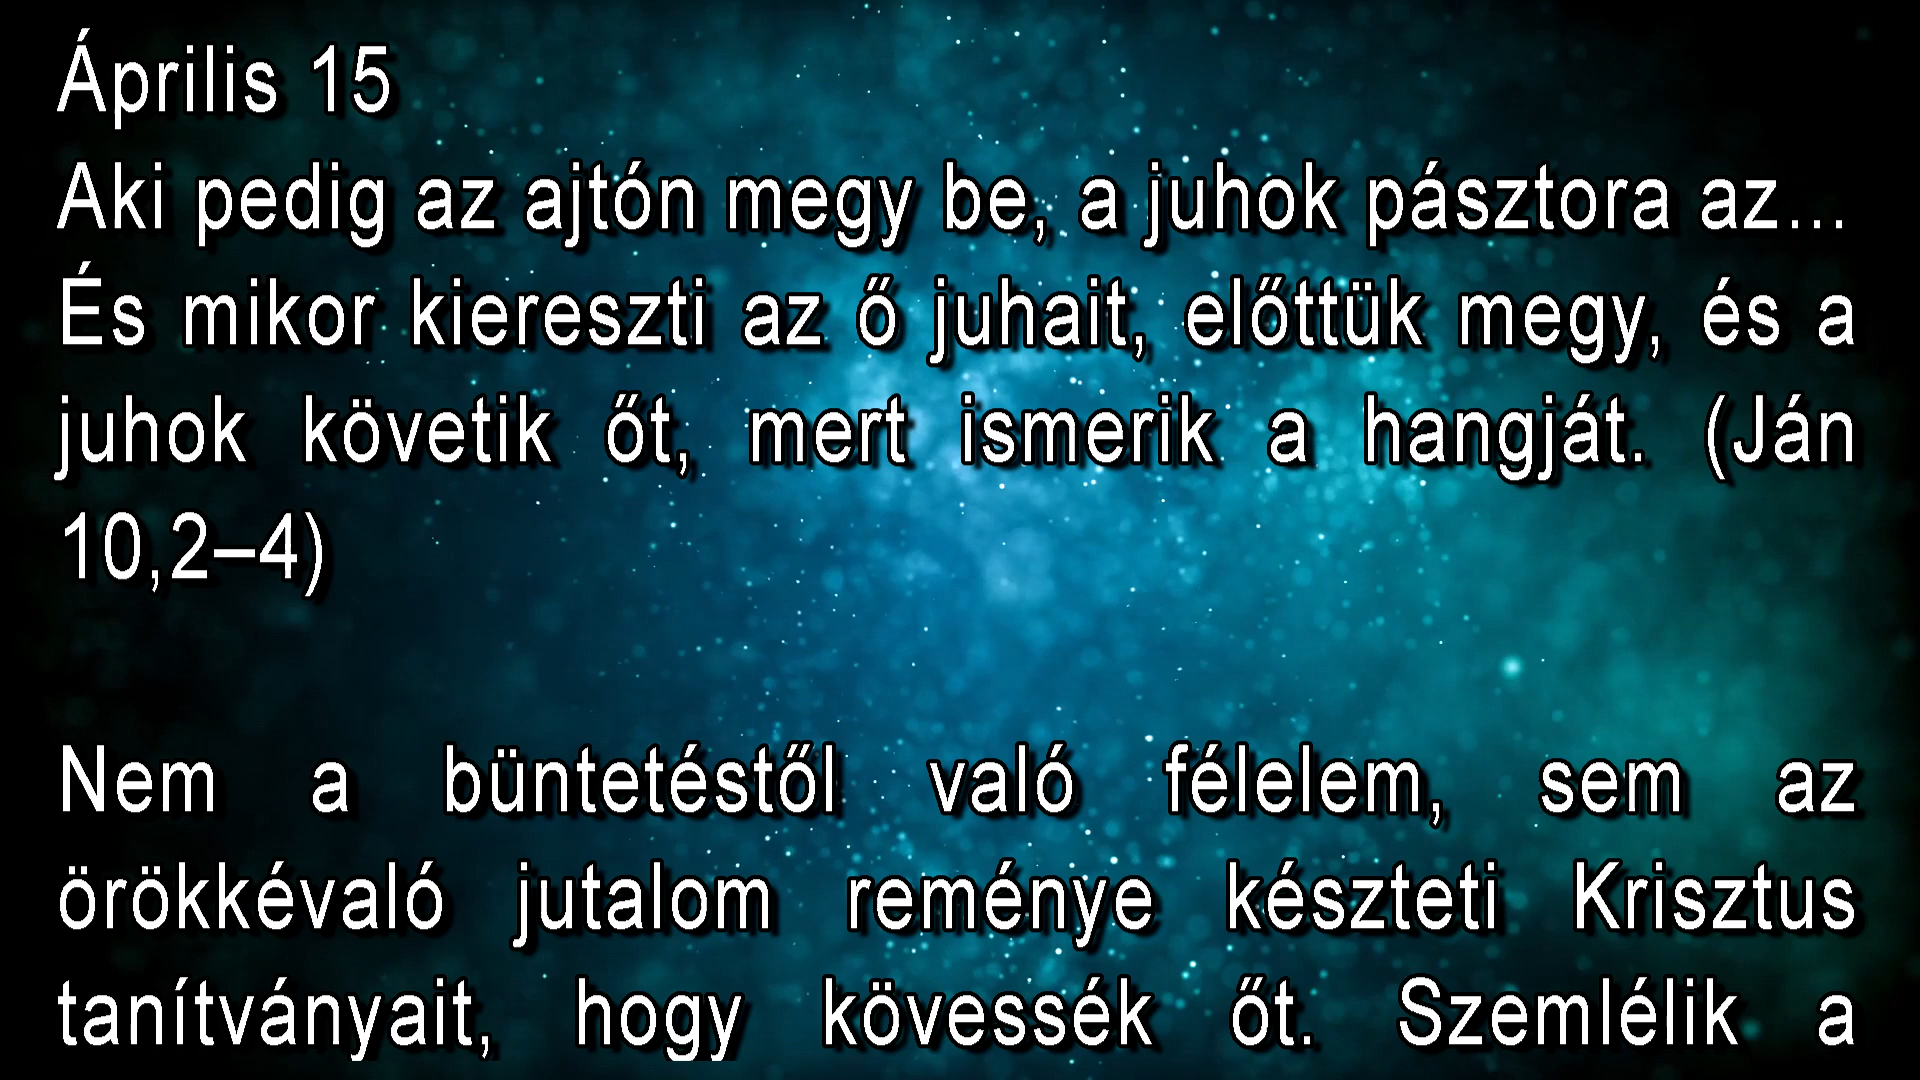 Április 15
Aki pedig az ajtón megy be, a juhok pásztora az…
És mikor kiereszti az ő juhait, előttük megy, és a
juhok követik őt, mert ismerik a hangját. (Ján
10,2–4)
Nem a büntetéstől való félelem, sem az
örökkévaló jutalom reménye készteti Krisztus
tanítványait, hogy kövessék őt. Szemlélik a